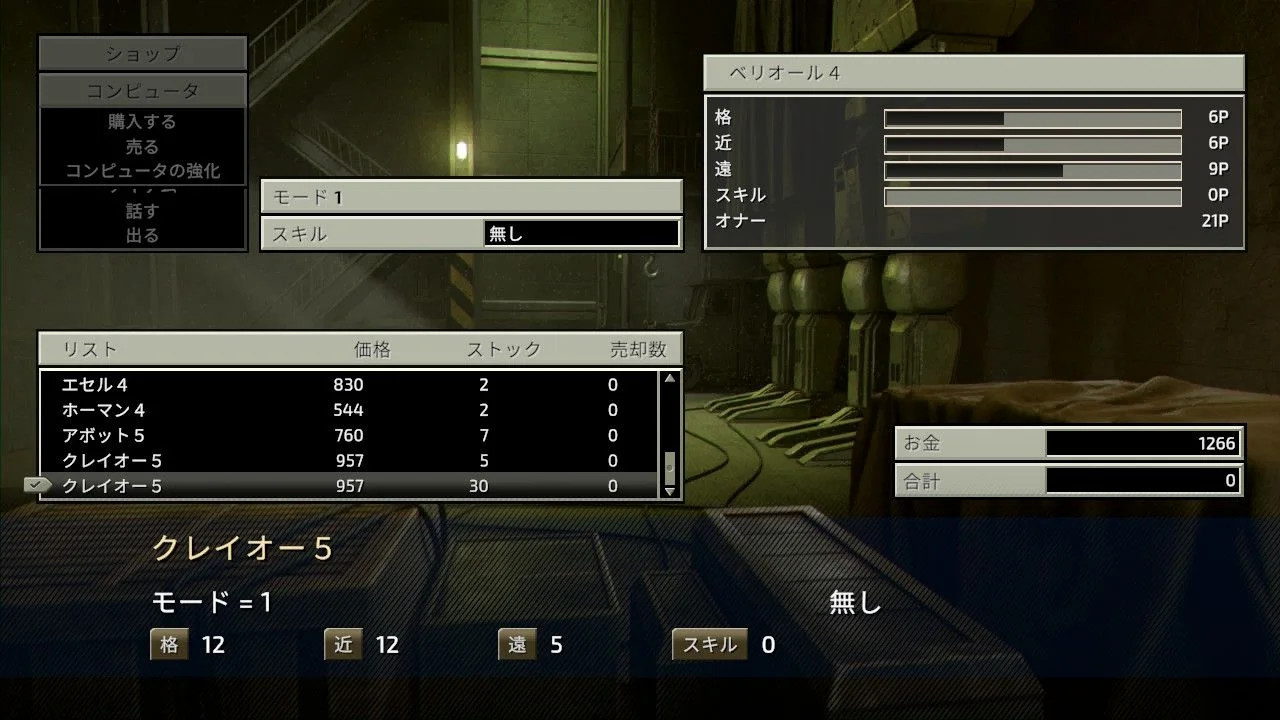 ショップ
コンピュータ
購入する
売る
コンピュータの強化
話す
出る
モード 1
スキル 無し
ベリオール 4
格 6P
近 6P
遠 9P
スキル 0P
オナー 21P
リスト 価格 ストック 売却数
エセル 4 830 2 0
ホーマン 4 544 2 0
アボット 5 760 7 0
クレイオー 5 957 5 0
クレイオー 5 957 30 0
お金 1266
合計 0
クレイオー 5
モード = 1 無し
格 12 近 12 遠 5 スキル 0